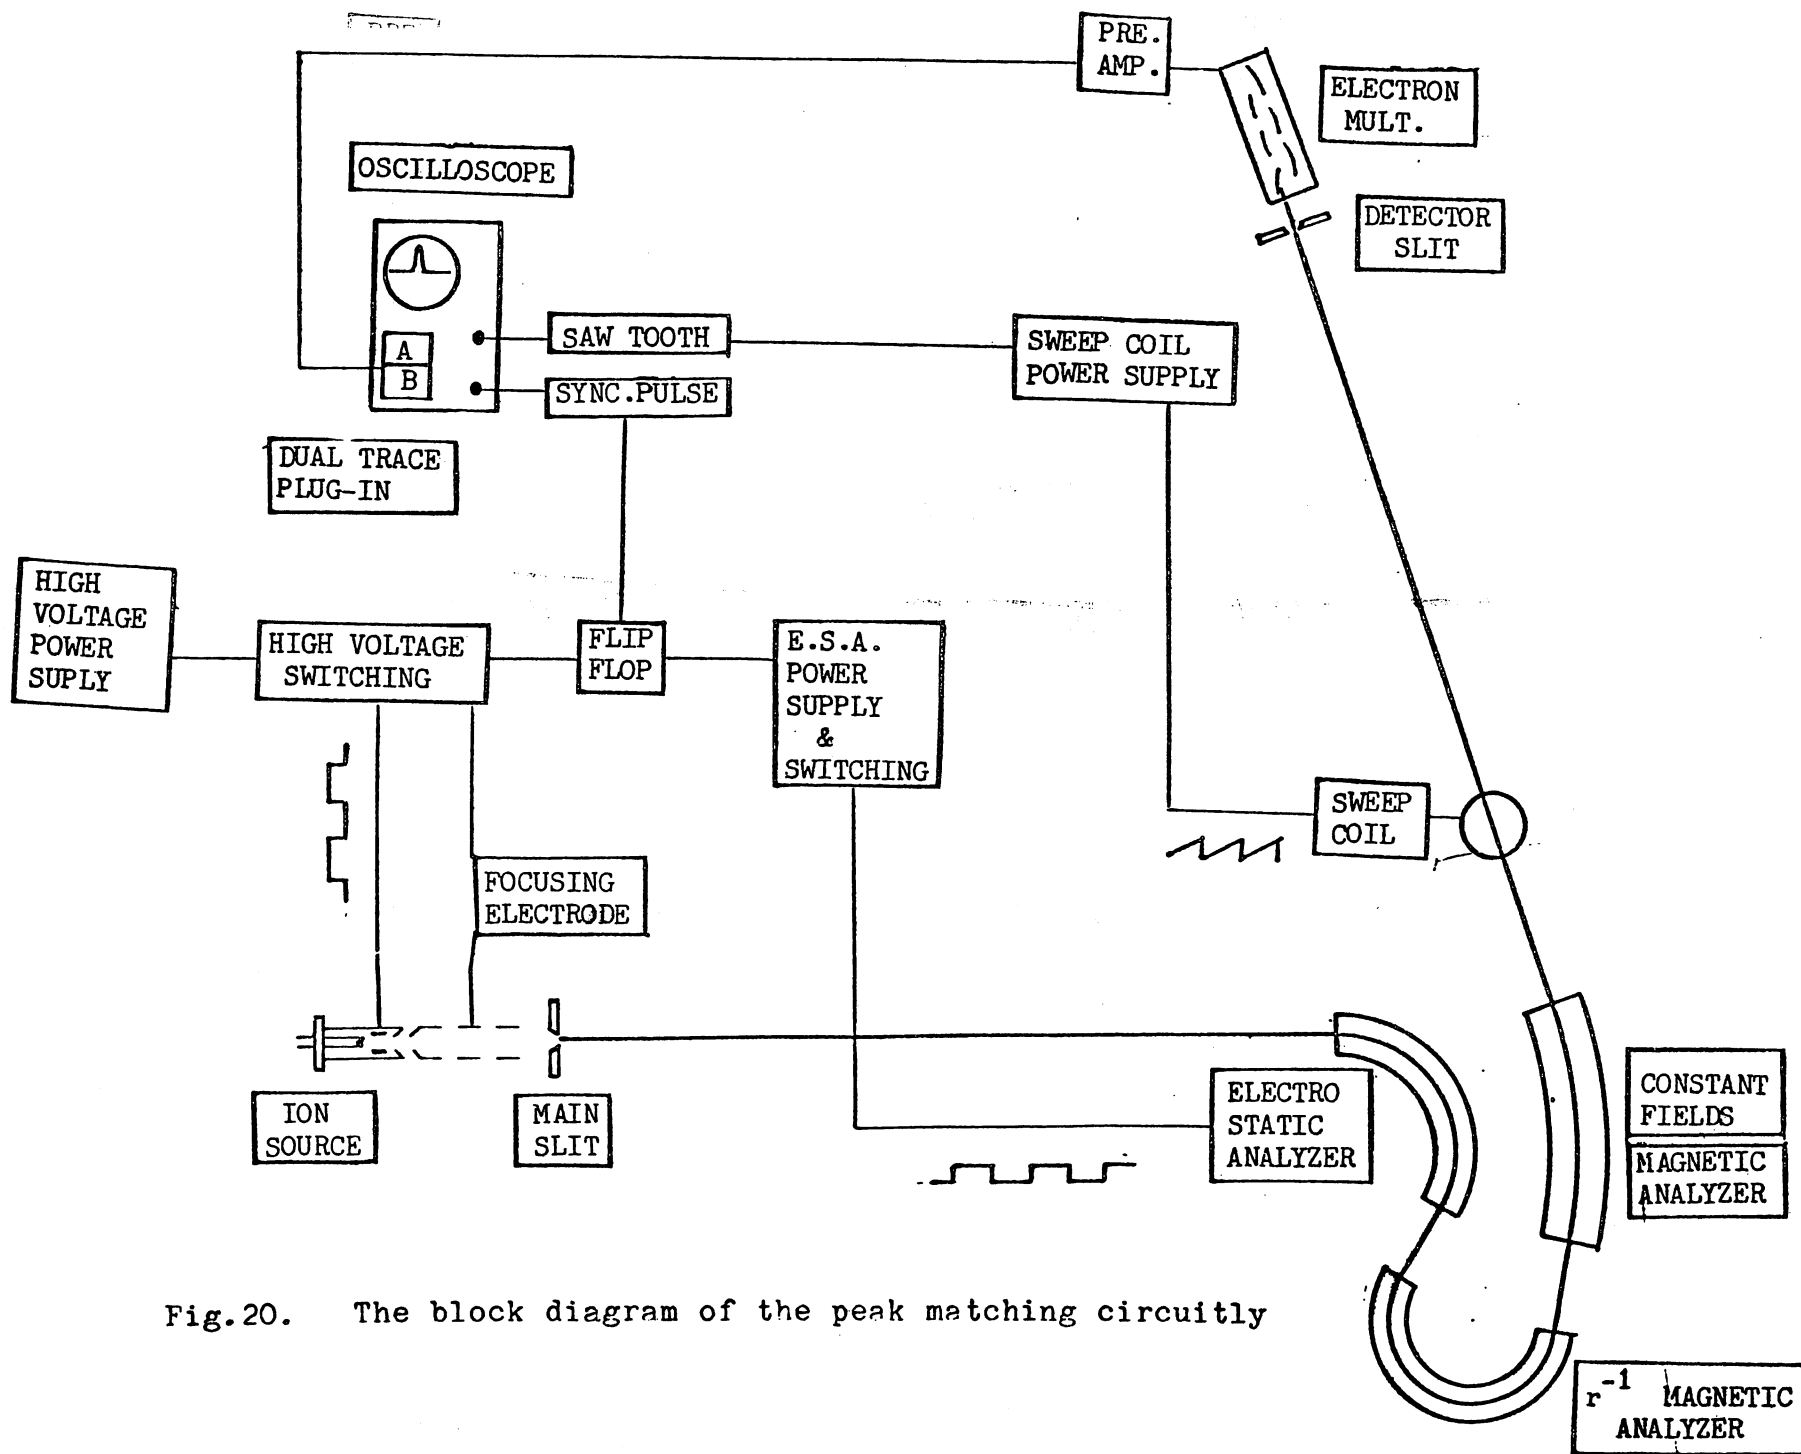 PRE.
AMP.
ELECTRON
MULT.
OSCILLOSCOPE
DETECTOR
SLIT
A
B
SAW TOOTH
SYNC.PULSE
SWEEP COIL
POWER SUPPLY
DUAL TRACE
PLUG-IN
HIGH
VOLTAGE
POWER
SUPLY
HIGH VOLTAGE
SWITCHING
FLIP
FLOP
E.S.A.
POWER
SUPPLY
&
SWITCHING
SWEEP
COIL
FOCUSING
ELECTRODE
ION
SOURCE
MAIN
SLIT
ELECTRO
STATIC
ANALYZER
CONSTANT
FIELDS
MAGNETIC
ANALYZER
Fig.20. The block diagram of the peak matching circuitly
r⁻¹ MAGNETIC
ANALYZER